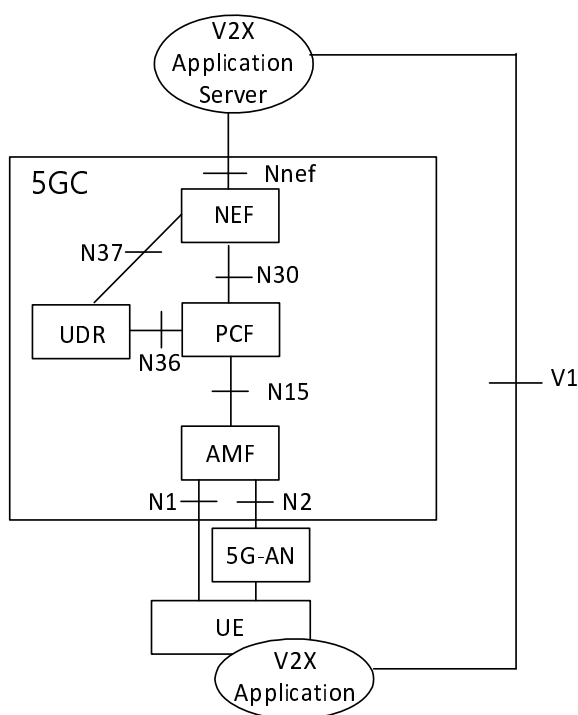 V2X
Application
Server
5GC
Nnef
NEF
N37
N30
UDR
PCF
N36
N15
V1
AMF
N1
N2
5G-AN
UE
V2X
Application